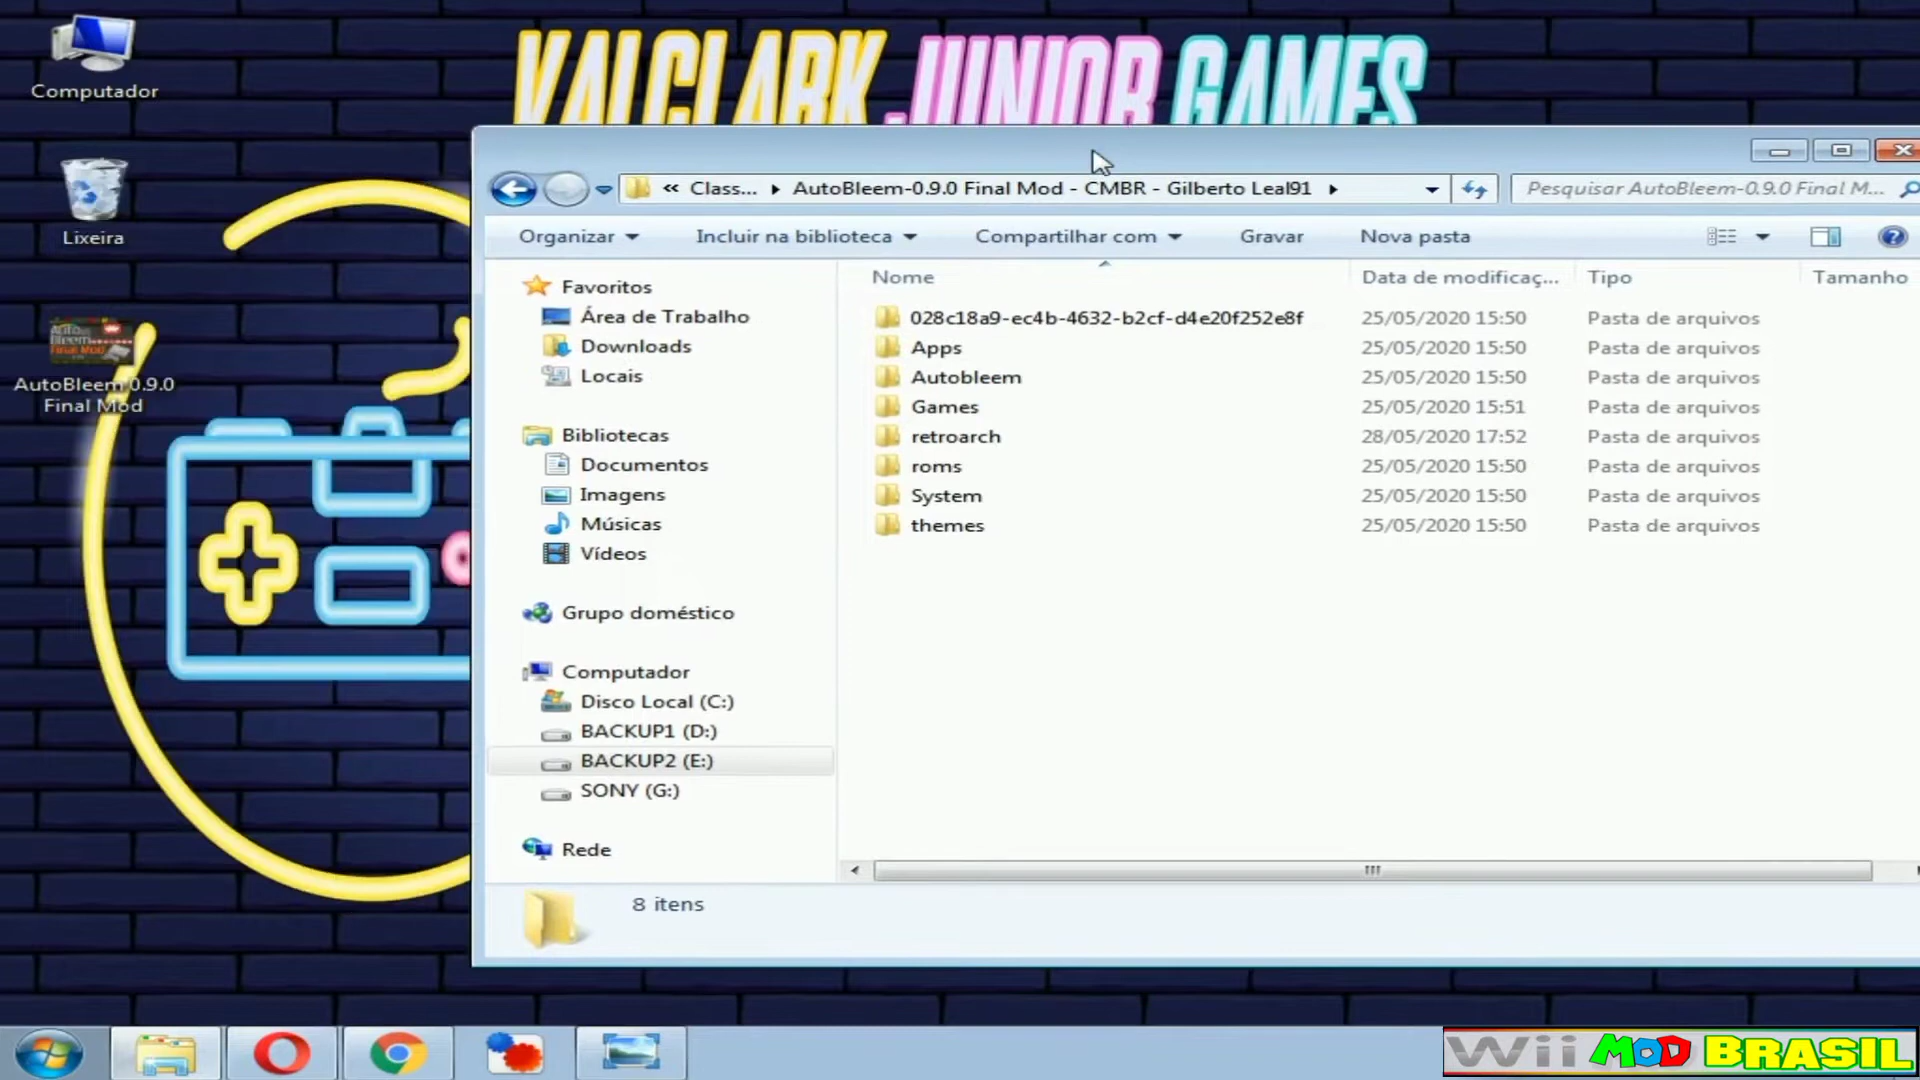 Computador
VALCLARK JUNIOR GAMES
Lixeira
AutoBleem 0.9.0
Final Mod
« Class... ▸ AutoBleem-0.9.0 Final Mod - CMBR - Gilberto Leal91 ▸
Pesquisar AutoBleem-0.9.0 Final M...
Organizar Incluir na biblioteca Compartilhar com Gravar Nova pasta
Nome Data de modificaç... Tipo Tamanho
028c18a9-ec4b-4632-b2cf-d4e20f252e8f 25/05/2020 15:50 Pasta de arquivos
Apps 25/05/2020 15:50 Pasta de arquivos
Autobleem 25/05/2020 15:50 Pasta de arquivos
Games 25/05/2020 15:51 Pasta de arquivos
retroarch 28/05/2020 17:52 Pasta de arquivos
roms 25/05/2020 15:50 Pasta de arquivos
System 25/05/2020 15:50 Pasta de arquivos
themes 25/05/2020 15:50 Pasta de arquivos
Favoritos
Área de Trabalho
Downloads
Locais
Bibliotecas
Documentos
Imagens
Músicas
Vídeos
Grupo doméstico
Computador
Disco Local (C:)
BACKUP1 (D:)
BACKUP2 (E:)
SONY (G:)
Rede
8 itens
Wii MOD BRASIL